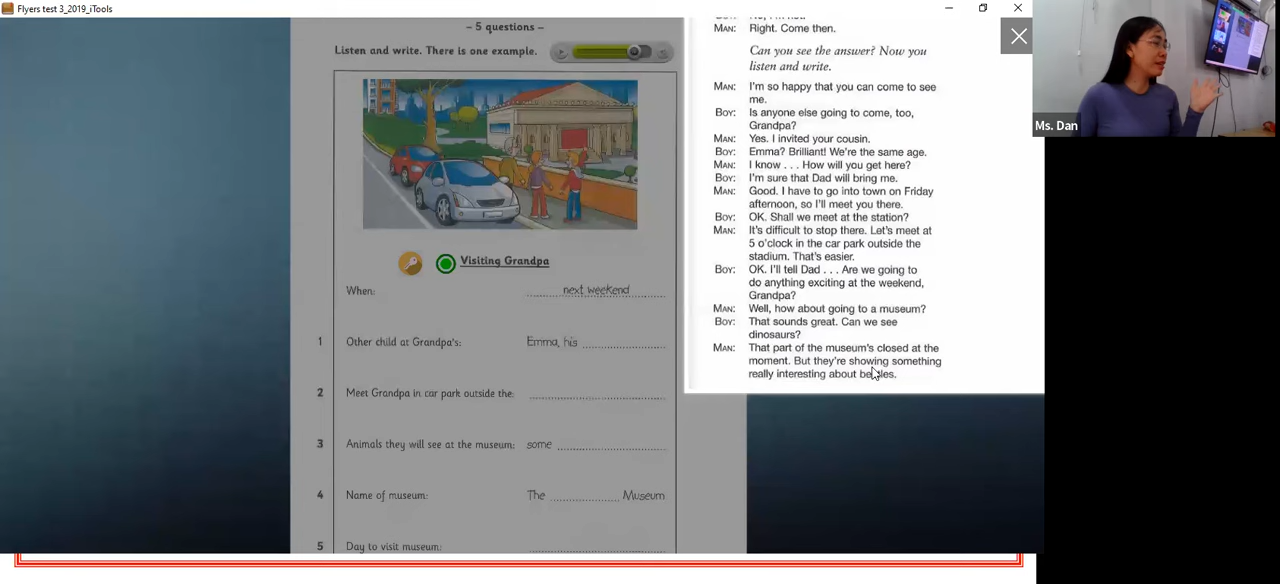 Flyers test 3_2019_iTools
– 5 questions –
Listen and write. There is one example.
Visiting Grandpa
When: next weekend
1 Other child at Grandpa's: Emma, his
2 Meet Grandpa in car park outside the:
3 Animals they will see at the museum: some
4 Name of museum: The Museum
5 Day to visit museum:
MAN: Right. Come then.
Can you see the answer? Now you
listen and write.
MAN: I'm so happy that you can come to see
me.
BOY: Is anyone else going to come, too,
Grandpa?
MAN: Yes. I invited your cousin.
BOY: Emma? Brilliant! We're the same age.
MAN: I know . . . How will you get here?
BOY: I'm sure that Dad will bring me.
MAN: Good. I have to go into town on Friday
afternoon, so I'll meet you there.
BOY: OK. Shall we meet at the station?
MAN: It's difficult to stop there. Let's meet at
5 o'clock in the car park outside the
stadium. That's easier.
BOY: OK. I'll tell Dad . . . Are we going to
do anything exciting at the weekend,
Grandpa?
MAN: Well, how about going to a museum?
BOY: That sounds great. Can we see
dinosaurs?
MAN: That part of the museum's closed at the
moment. But they're showing something
really interesting about beetles.
Ms. Dan